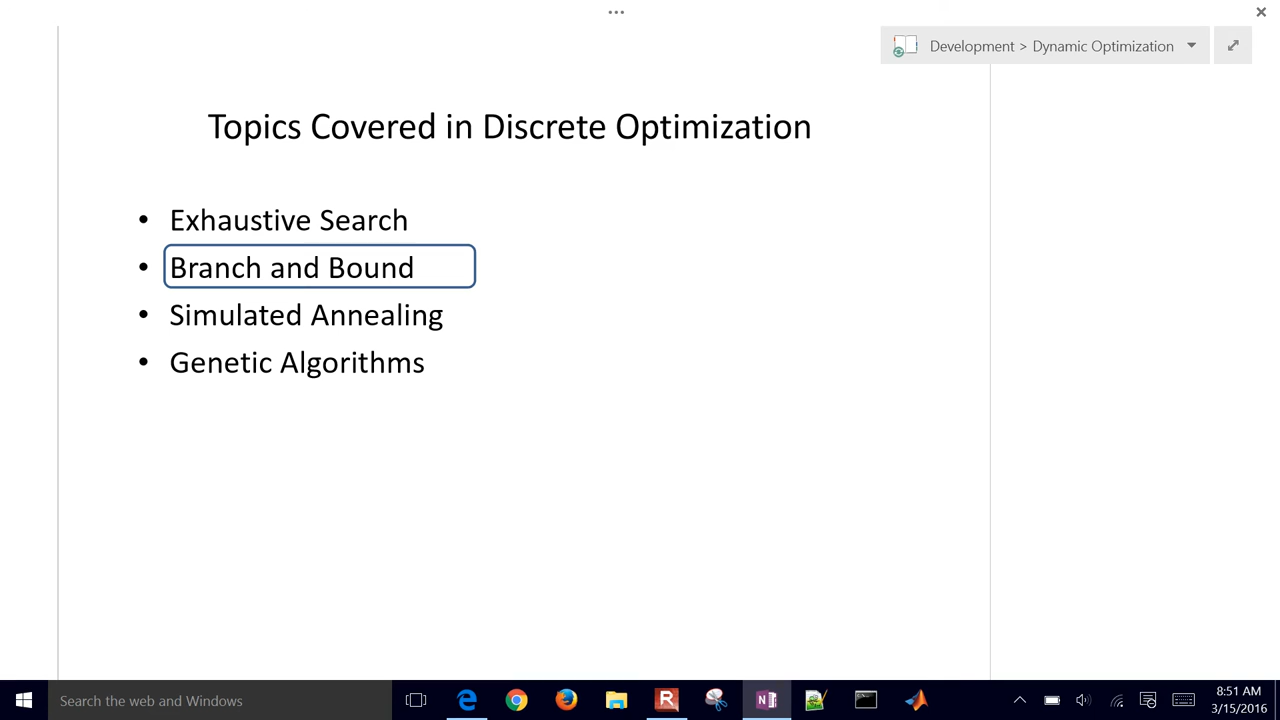 Development > Dynamic Optimization
Topics Covered in Discrete Optimization
• Exhaustive Search
• Branch and Bound
• Simulated Annealing
• Genetic Algorithms
Search the web and Windows
8:51 AM
3/15/2016